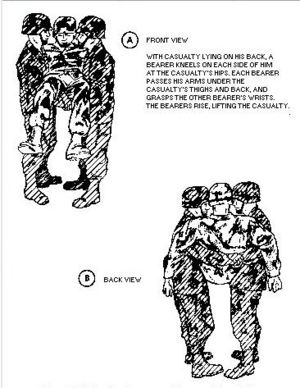 A FRONT VIEW
WITH CASUALTY LYING ON HIS BACK, A
BEARER KNEELS ON EACH SIDE OF HIM
AT THE CASUALTY'S HIPS. EACH BEARER
PASSES HIS ARMS UNDER THE
CASUALTY'S THIGHS AND BACK, AND
GRASPS THE OTHER BEARER'S WRISTS.
THE BEARERS RISE, LIFTING THE CASUALTY.
B BACK VIEW